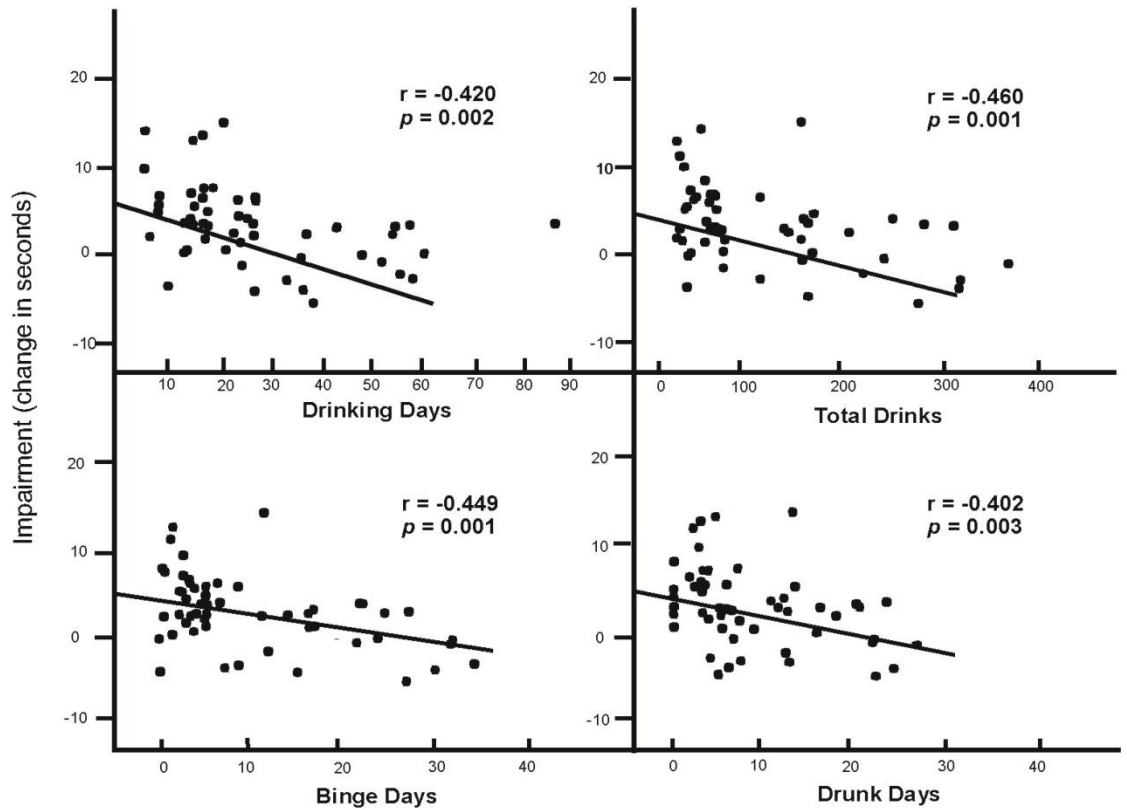 Impairment (change in seconds)
20
10
0
-10
r = -0.420
p = 0.002
10 20 30 40 50 60 70 80 90
Drinking Days
20
10
0
-10
r = -0.460
p = 0.001
0 100 200 300 400
Total Drinks
20
10
0
-10
r = -0.449
p = 0.001
0 10 20 30 40
Binge Days
20
10
0
-10
r = -0.402
p = 0.003
0 10 20 30 40
Drunk Days